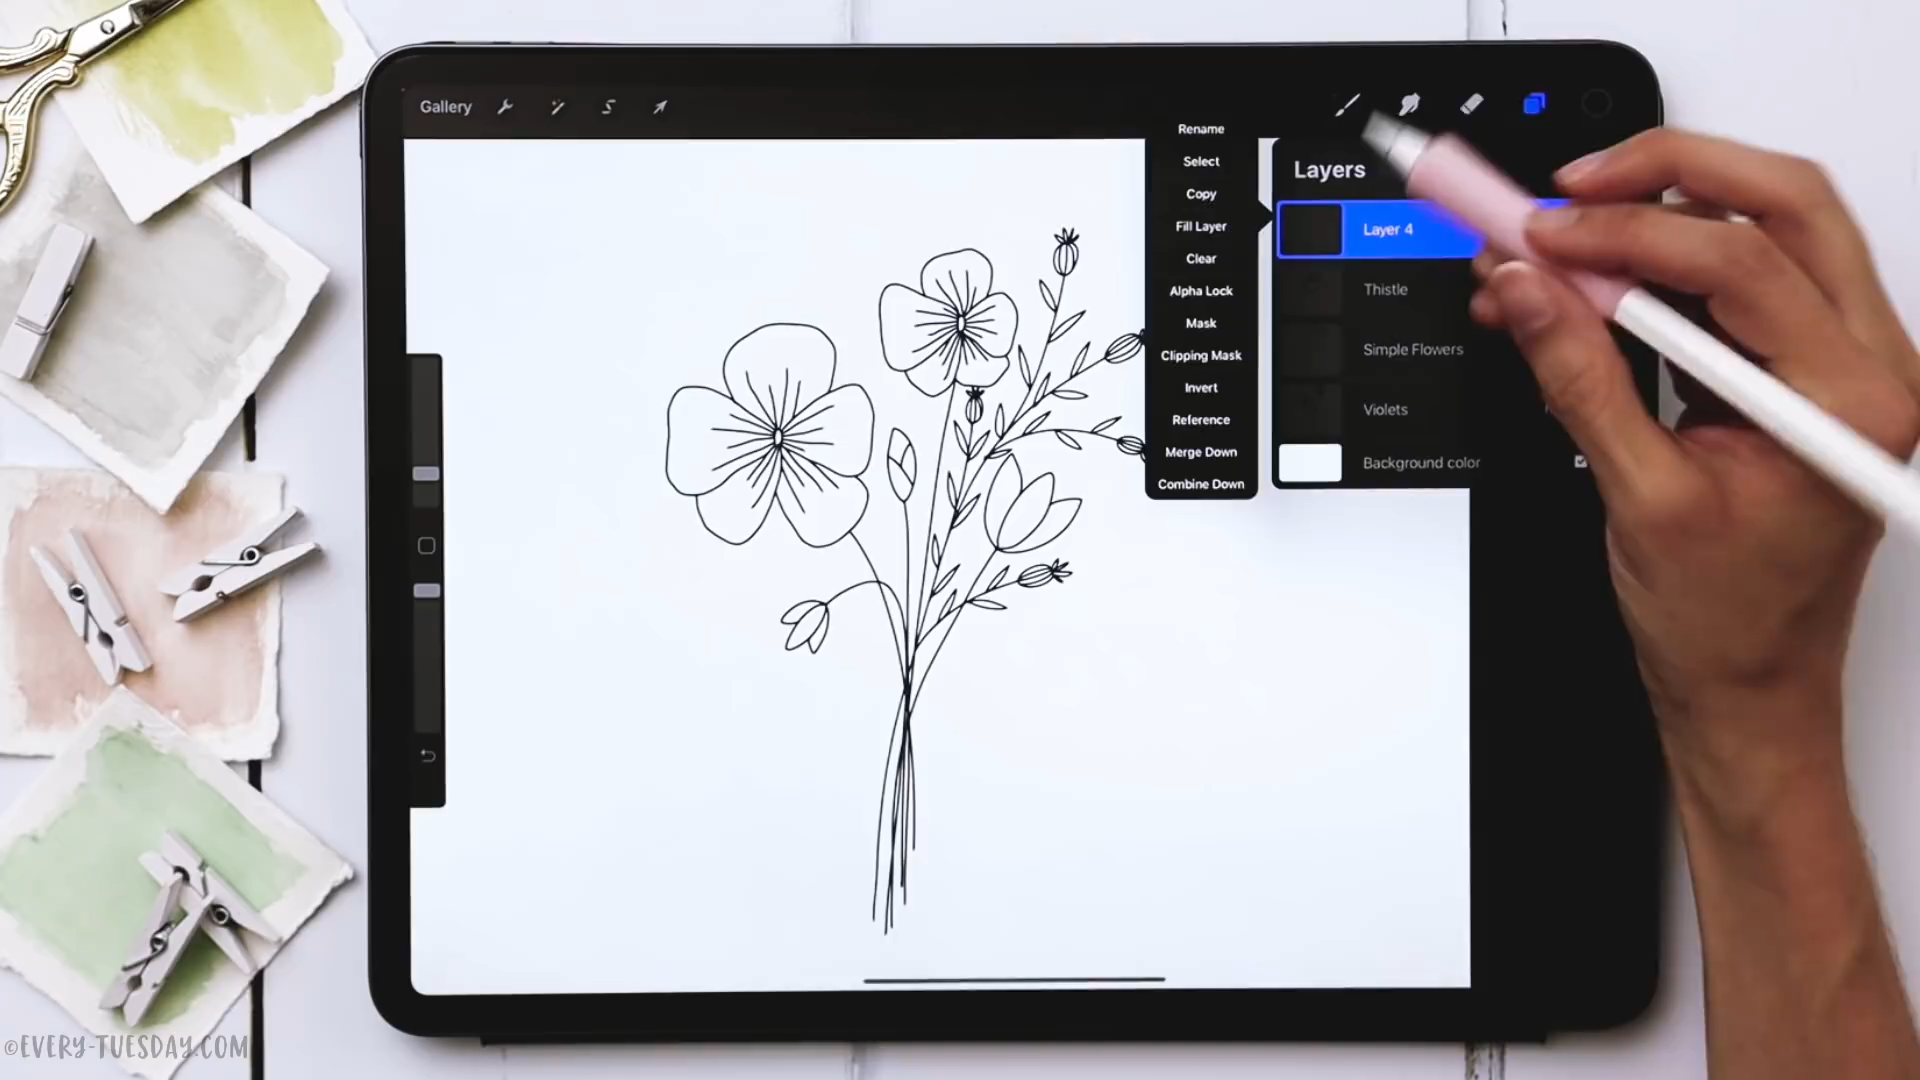 Gallery
Rename
Select
Copy
Fill Layer
Clear
Alpha Lock
Mask
Clipping Mask
Invert
Reference
Merge Down
Combine Down
Layers
Layer 4
Thistle
Simple Flowers
Violets
Background color
©EVERY-TUESDAY.COM